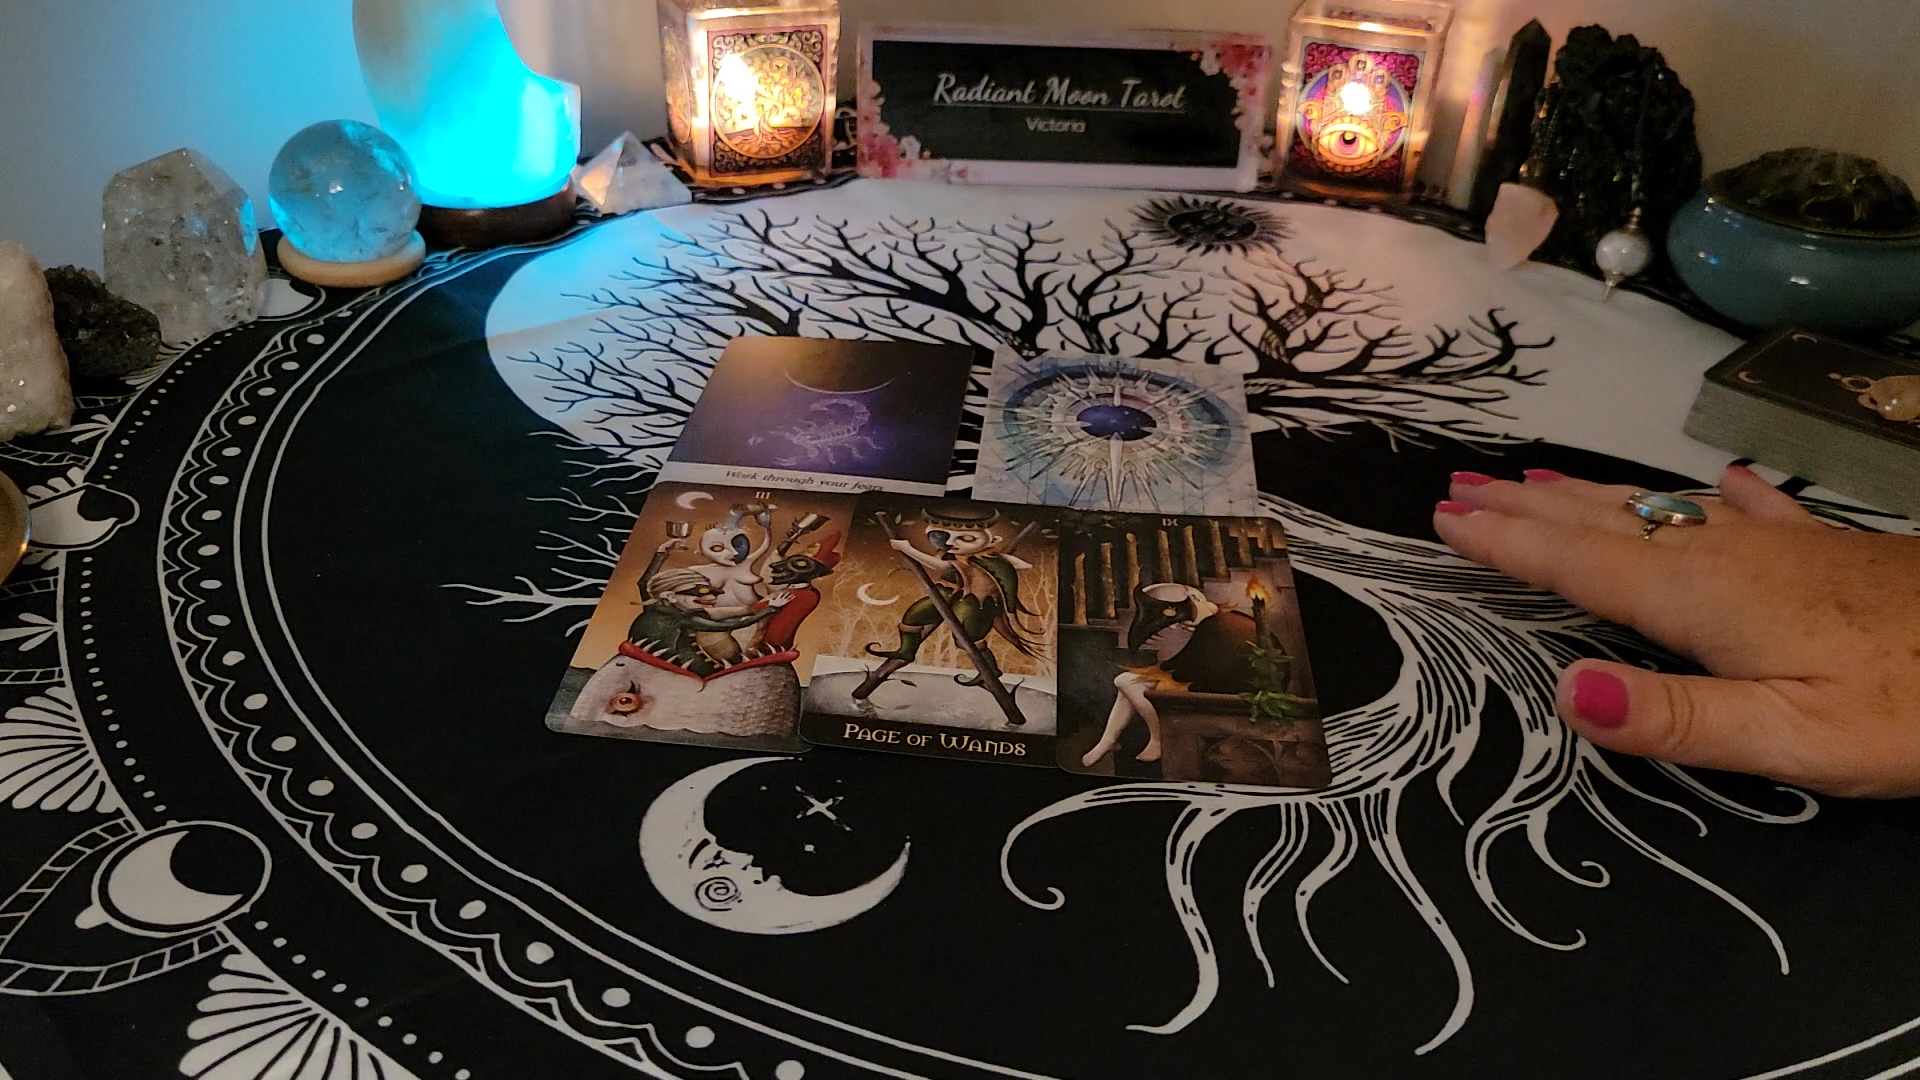 Radiant Moon Tarot
Victoria
Work through your fears
III
IX
PAGE OF WANDS